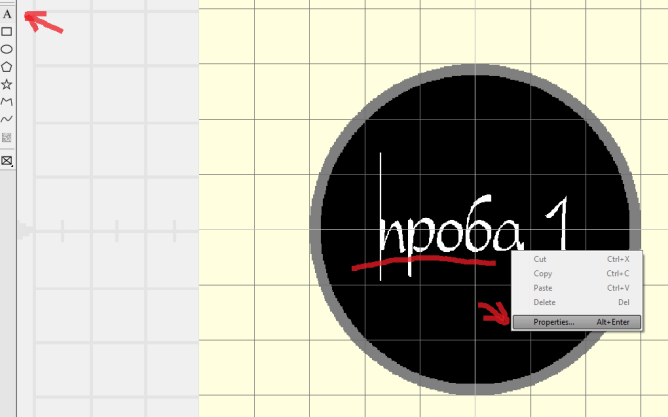 A
проба 1
Cut Ctrl+X
Copy Ctrl+C
Paste Ctrl+V
Delete Del
Properties... Alt+Enter